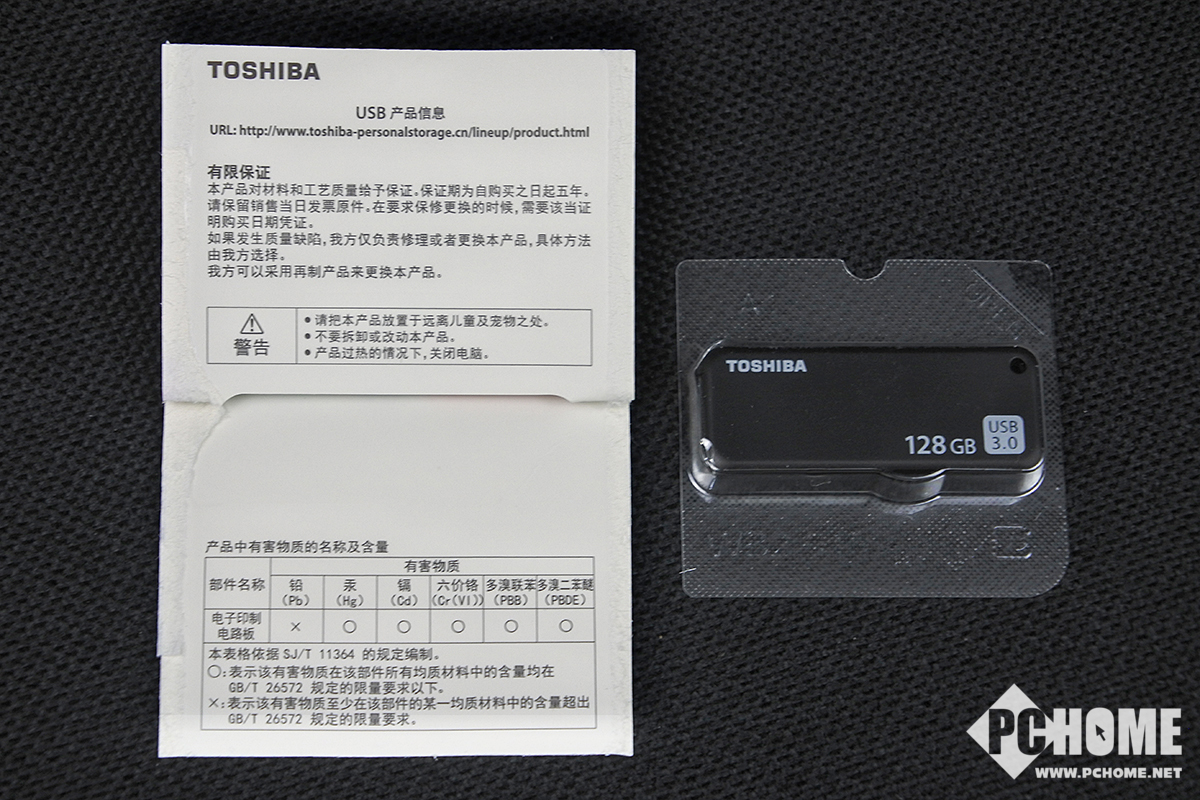 TOSHIBA
USB 产品信息
URL: http://www.toshiba-personalstorage.cn/lineup/product.html
有限保证
本产品对材料和工艺质量给予保证。保证期为自购买之日起五年。
请保留销售当日发票原件。在要求保修更换的时候,需要该当证
明购买日期凭证。
如果发生质量缺陷,我方仅负责修理或者更换本产品,具体方法
由我方选择。
我方可以采用再制产品来更换本产品。
警告
●请把本产品放置于远离儿童及宠物之处。
●不要拆卸或改动本产品。
●产品过热的情况下,关闭电脑。
产品中有害物质的名称及含量
部件名称 有害物质
铅 (Pb) 汞 (Hg) 镉 (Cd) 六价铬 (Cr(VI)) 多溴联苯 (PBB) 多溴二苯醚 (PBDE)
电子印制电路板 × ○ ○ ○ ○ ○
本表格依据 SJ/T 11364 的规定编制。
○:表示该有害物质在该部件所有均质材料中的含量均在
GB/T 26572 规定的限量要求以下。
×:表示该有害物质至少在该部件的某一均质材料中的含量超出
GB/T 26572 规定的限量要求。
TOSHIBA
128 GB
USB
3.0
PCHOME
WWW.PCHOME.NET